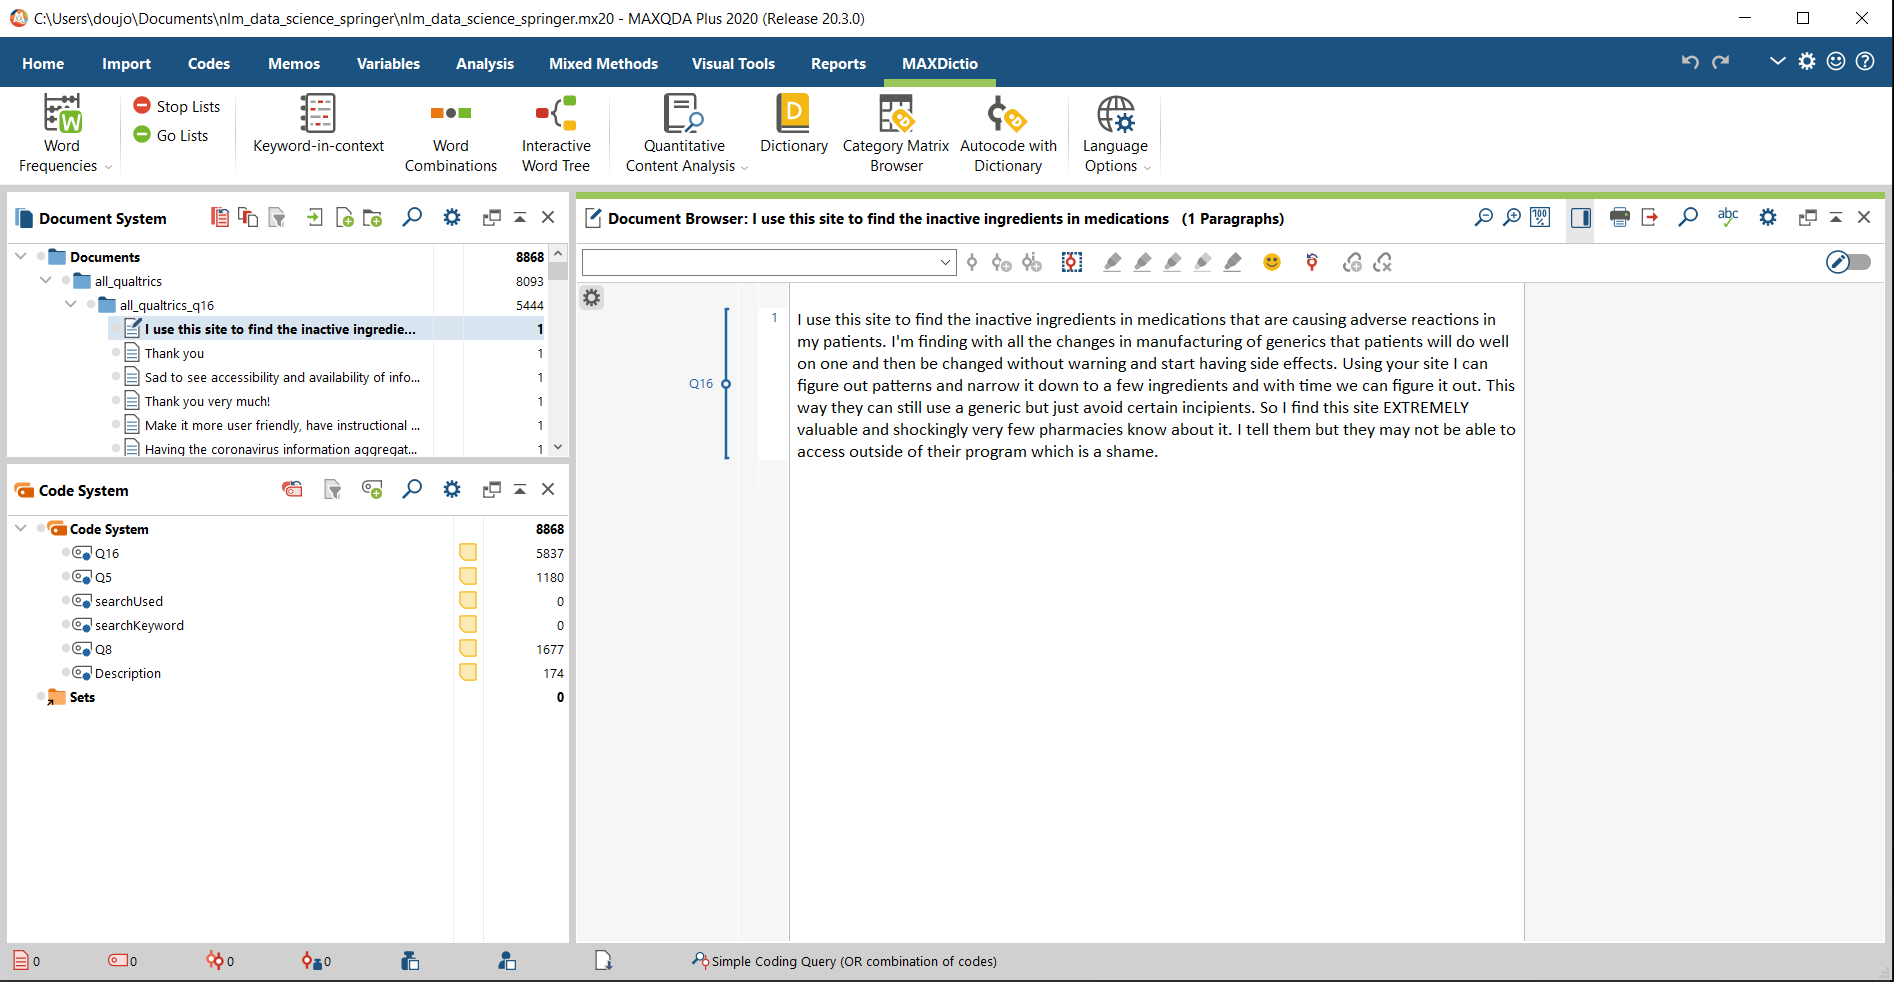 C:\Users\doujo\Documents\nlm_data_science_springer\nlm_data_science_springer.mx20 - MAXQDA Plus 2020 (Release 20.3.0)
Home Import Codes Memos Variables Analysis Mixed Methods Visual Tools Reports MAXDictio
Word Frequencies
Stop Lists
Go Lists
Keyword-in-context
Word Combinations
Interactive Word Tree
Quantitative Content Analysis
Dictionary
Category Matrix Browser
Autocode with Dictionary
Language Options
Document System
Documents 8868
all_qualtrics 8093
all_qualtrics_q16 5444
I use this site to find the inactive ingredie... 1
Thank you 1
Sad to see accessibility and availability of info... 1
Thank you very much! 1
Make it more user friendly, have instructional ... 1
Having the coronavirus information aggregat... 1
Code System
Code System 8868
Q16 5837
Q5 1180
searchUsed 0
searchKeyword 0
Q8 1677
Description 174
Sets 0
Document Browser: I use this site to find the inactive ingredients in medications (1 Paragraphs)
100 %
abc
Q16
1
I use this site to find the inactive ingredients in medications that are causing adverse reactions in
my patients. I'm finding with all the changes in manufacturing of generics that patients will do well
on one and then be changed without warning and start having side effects. Using your site I can
figure out patterns and narrow it down to a few ingredients and with time we can figure it out. This
way they can still use a generic but just avoid certain incipients. So I find this site EXTREMELY
valuable and shockingly very few pharmacies know about it. I tell them but they may not be able to
access outside of their program which is a shame.
0 0 0 0
Simple Coding Query (OR combination of codes)